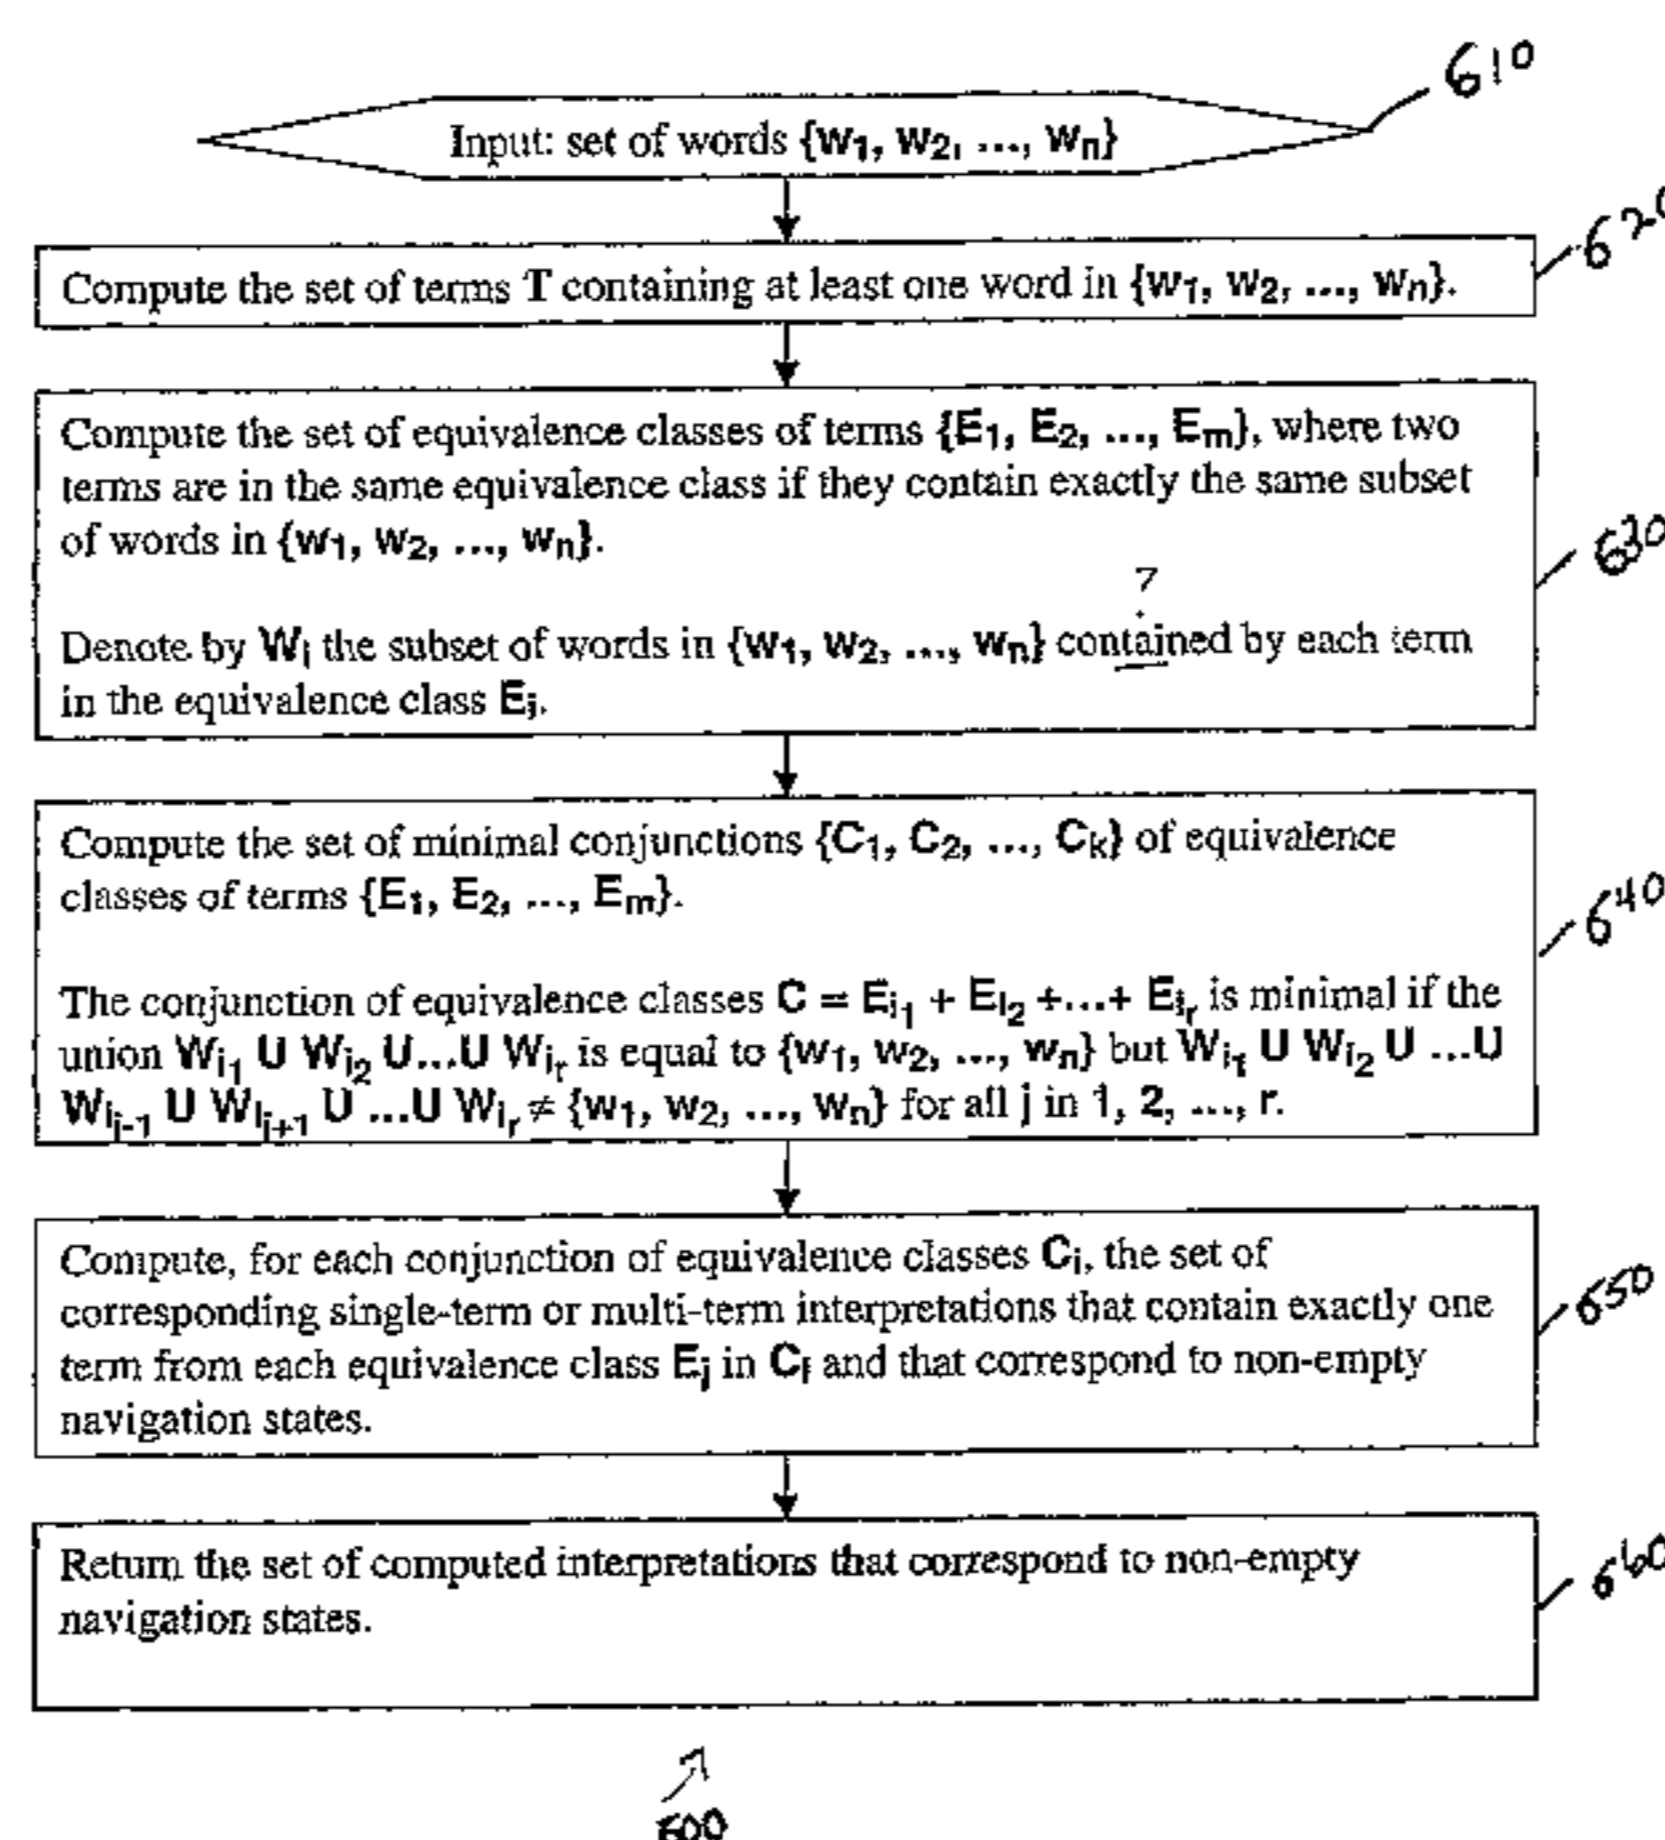 610
Input: set of words {w1, w2, ..., wn}
620
Compute the set of terms T containing at least one word in {w1, w2, ..., wn}.
Compute the set of equivalence classes of terms {E1, E2, ..., Em}, where two
terms are in the same equivalence class if they contain exactly the same subset
of words in {w1, w2, ..., wn}.
630
?
Denote by Wi the subset of words in {w1, w2, ..., wn} contained by each term
in the equivalence class Ei.
Compute the set of minimal conjunctions {C1, C2, ..., Ck} of equivalence
classes of terms {E1, E2, ..., Em}.
640
The conjunction of equivalence classes C = Ei1 + Ei2 +...+ Eir is minimal if the
union Wi1 U Wi2 U...U Wir is equal to {w1, w2, ..., wn} but Wi1 U Wi2 U ...U
Wij-1 U Wij+1 U ...U Wir ≠ {w1, w2, ..., wn} for all j in 1, 2, ..., r.
Compute, for each conjunction of equivalence classes Ci, the set of
corresponding single-term or multi-term interpretations that contain exactly one
term from each equivalence class Ej in Ci and that correspond to non-empty
navigation states.
650
Return the set of computed interpretations that correspond to non-empty
navigation states.
660
600